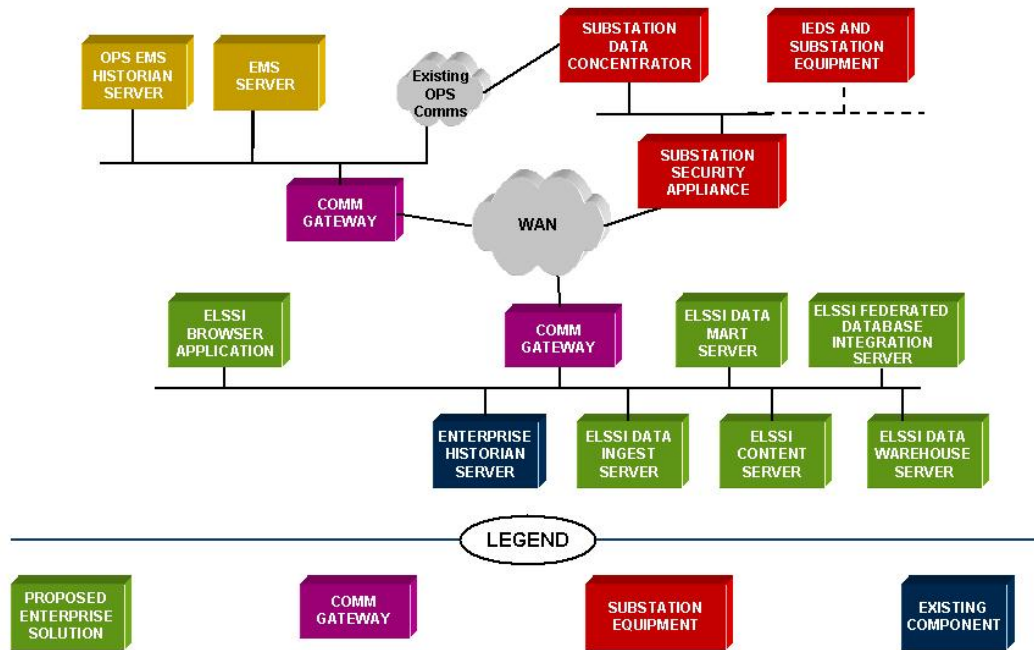 OPS EMS
HISTORIAN
SERVER
EMS
SERVER
Existing
OPS
Comms
SUBSTATION
DATA
CONCENTRATOR
IEDS AND
SUBSTATION
EQUIPMENT
COMM
GATEWAY
WAN
SUBSTATION
SECURITY
APPLIANCE
ELSSI
BROWSER
APPLICATION
COMM
GATEWAY
ELSSI DATA
MART
SERVER
ELSSI FEDERATED
DATABASE
INTEGRATION
SERVER
ENTERPRISE
HISTORIAN
SERVER
ELSSI DATA
INGEST
SERVER
ELSSI
CONTENT
SERVER
ELSSI DATA
WAREHOUSE
SERVER
LEGEND
PROPOSED
ENTERPRISE
SOLUTION
COMM
GATEWAY
SUBSTATION
EQUIPMENT
EXISTING
COMPONENT